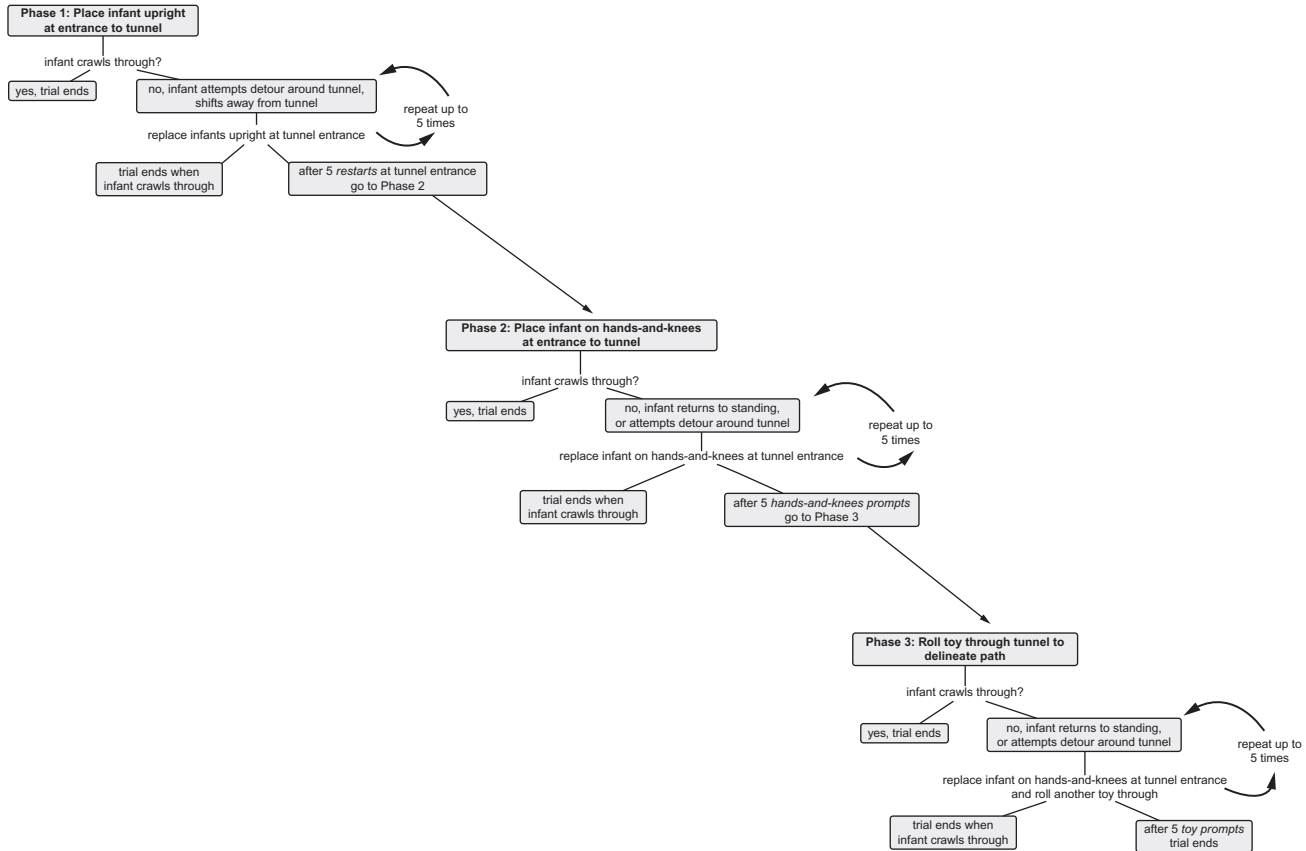 Phase 1: Place infant upright
at entrance to tunnel
infant crawls through?
yes, trial ends
no, infant attempts detour around tunnel,
shifts away from tunnel
repeat up to
5 times
replace infants upright at tunnel entrance
trial ends when
infant crawls through
after 5 restarts at tunnel entrance
go to Phase 2
Phase 2: Place infant on hands-and-knees
at entrance to tunnel
infant crawls through?
yes, trial ends
no, infant returns to standing,
or attempts detour around tunnel
repeat up to
5 times
replace infant on hands-and-knees at tunnel entrance
trial ends when
infant crawls through
after 5 hands-and-knees prompts
go to Phase 3
Phase 3: Roll toy through tunnel to
delineate path
infant crawls through?
yes, trial ends
no, infant returns to standing,
or attempts detour around tunnel
repeat up to
5 times
replace infant on hands-and-knees at tunnel entrance
and roll another toy through
trial ends when
infant crawls through
after 5 toy prompts
trial ends